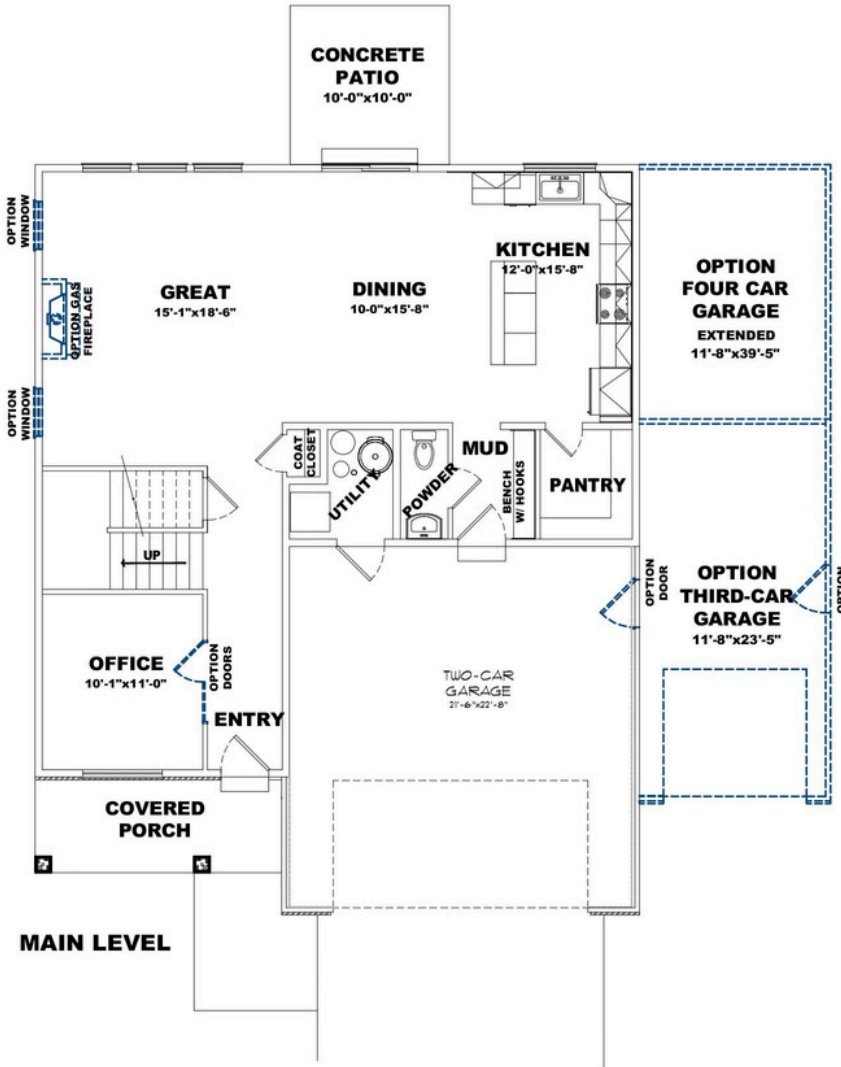 CONCRETE
PATIO
10'-0"x10'-0"
OPTION
WINDOW
KITCHEN
12'-0"x15'-8"
GREAT
15'-1"x18'-6"
DINING
10-0"x15'-8"
OPTION GAS
FIREPLACE
OPTION
FOUR CAR
GARAGE
EXTENDED
11'-8"x39'-5"
OPTION
WINDOW
COAT
CLOSET
UTILITY
POWDER
MUD
BENCH
W/ HOOKS
PANTRY
UP
OPTION
DOOR
OPTION
THIRD-CAR
GARAGE
11'-8"x23'-5"
OPTION
OFFICE
10'-1"x11'-0"
OPTION
DOORS
TWO-CAR
GARAGE
21'-6"x22'-8"
ENTRY
COVERED
PORCH
MAIN LEVEL